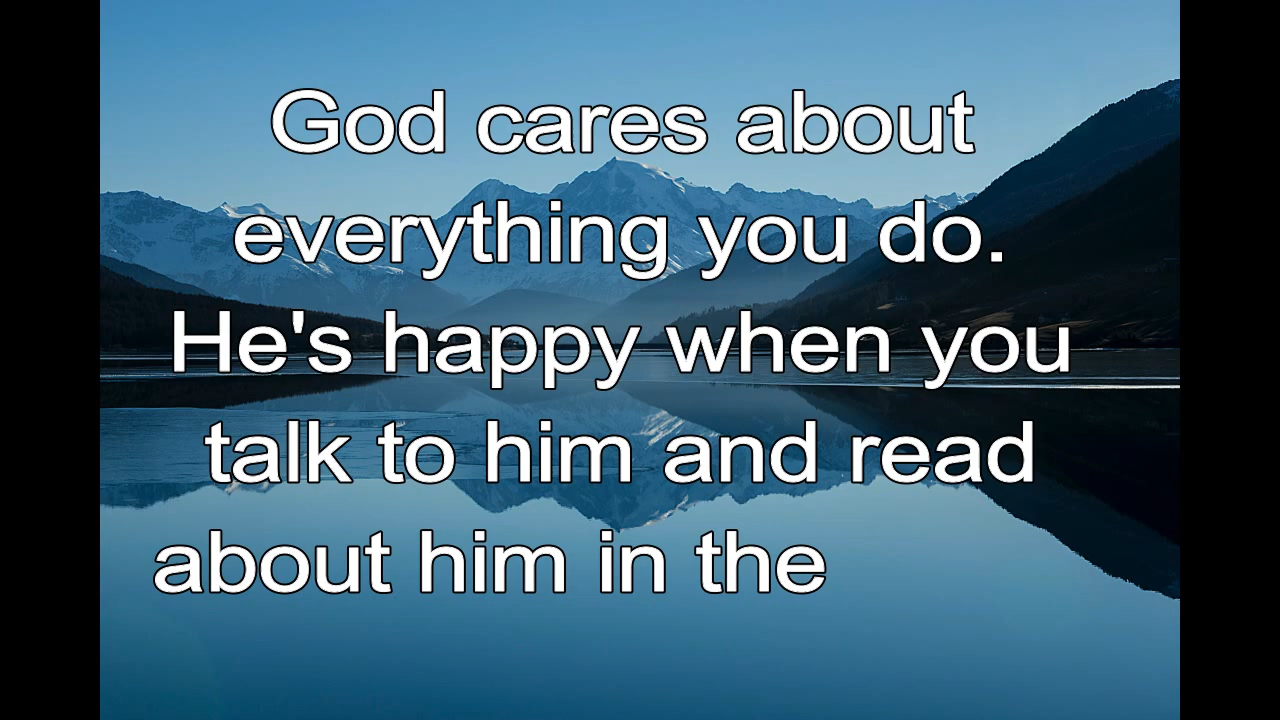 God cares about
everything you do.
He's happy when you
talk to him and read
about him in the